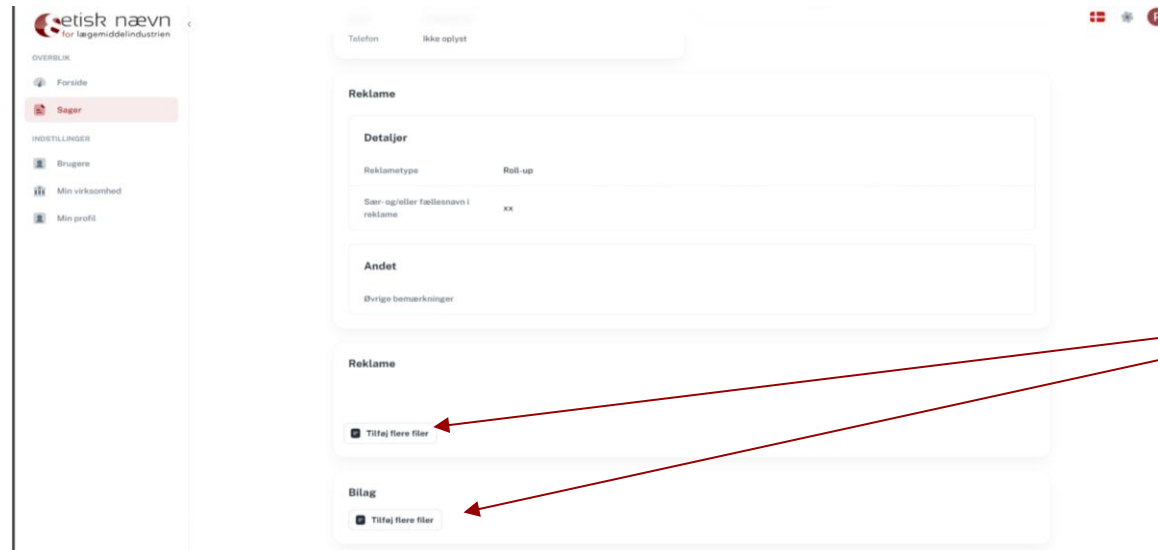 etisk nævn
for lægemiddelindustrien
OVERBLIK
Forside
Sager
INDSTILLINGER
Brugere
Min virksomhed
Min profil
Telefon Ikke oplyst
Reklame
Detaljer
Reklametype Roll-up
Sær- og/eller fællesnavn i
reklame xx
Andet
Øvrige bemærkninger
Reklame
Tilføj flere filer
Bilag
Tilføj flere filer